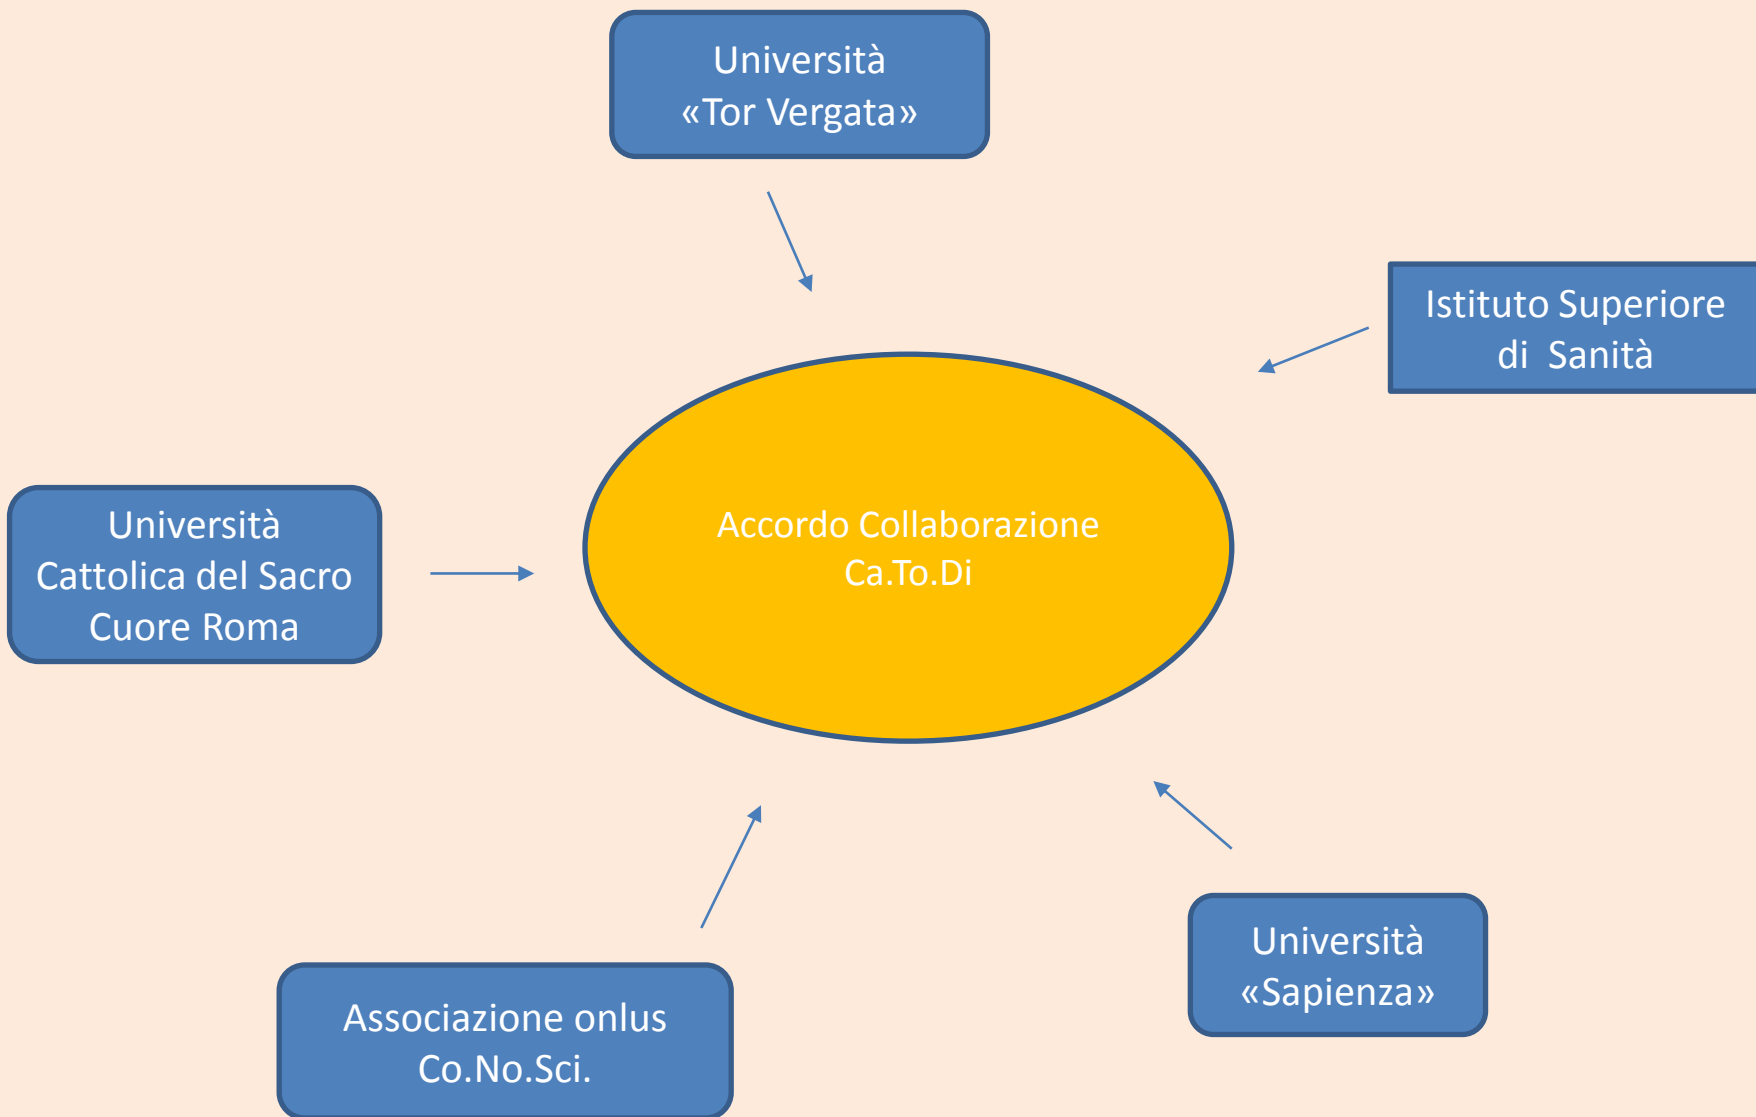 Università
«Tor Vergata»
Istituto Superiore
di Sanità
Accordo Collaborazione
Ca.To.Di
Università
Cattolica del Sacro
Cuore Roma
Università
«Sapienza»
Associazione onlus
Co.No.Sci.